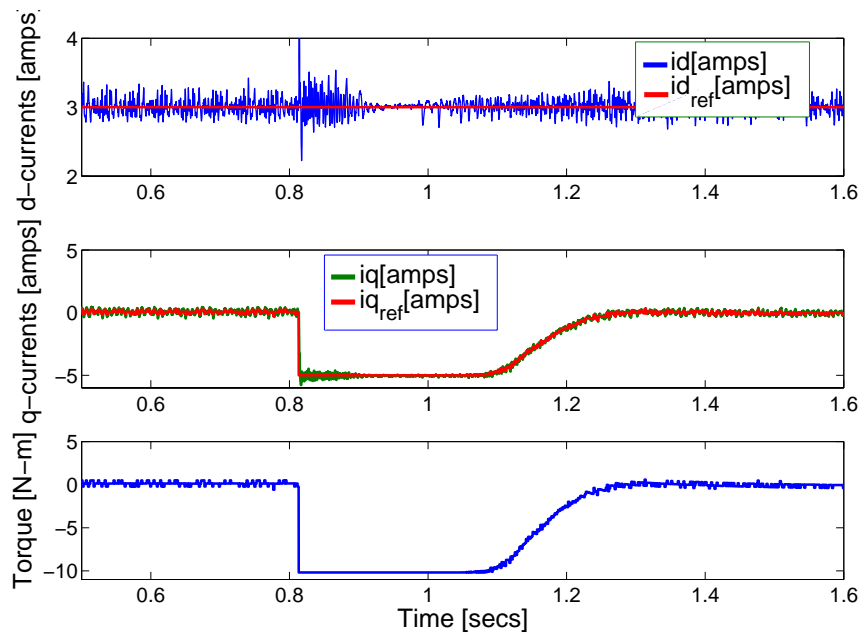 d−currents [amps]
4
3
2
id[amps]
id_ref[amps]
0.6 0.8 1 1.2 1.4 1.6
q−currents [amps]
5
0
−5
iq[amps]
iq_ref[amps]
0.6 0.8 1 1.2 1.4 1.6
Torque [N−m]
5
0
−5
−10
0.6 0.8 1 1.2 1.4 1.6
Time [secs]